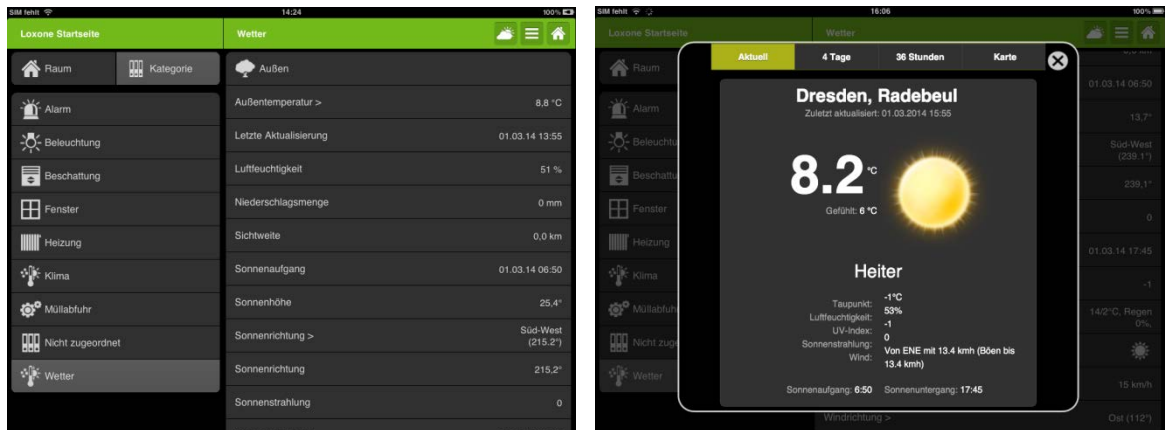 SIM fehlt 14:24 100%
Loxone Startseite
Wetter
Raum
Kategorie
Alarm
Beleuchtung
Beschattung
Fenster
Heizung
Klima
Müllabfuhr
Nicht zugeordnet
Wetter
Außen
Außentemperatur > 8,8 °C
Letzte Aktualisierung 01.03.14 13:55
Luftfeuchtigkeit 51 %
Niederschlagsmenge 0 mm
Sichtweite 0,0 km
Sonnenaufgang 01.03.14 06:50
Sonnenhöhe 25,4°
Sonnenrichtung > Süd-West
(215.2°)
Sonnenrichtung 215,2°
Sonnenstrahlung 0
SIM fehlt 16:06 100%
Loxone Startseite
Wetter
Raum
Alarm
Beleuchtu
Beschattu
Fenster
Heizung
Klima
Müllabfuhr
Nicht zuge
Wetter
Aktuell 4 Tage 36 Stunden Karte
Dresden, Radebeul
Zuletzt aktualisiert: 01.03.2014 15:55
8.2 °C
Gefühlt: 6 °C
Heiter
Taupunkt: -1°C
Luftfeuchtigkeit: 53%
UV-Index: -1
Sonnenstrahlung: 0
Wind: Von ENE mit 13.4 kmh (Böen bis
13.4 kmh)
Sonnenaufgang: 6:50 Sonnenuntergang: 17:45
01.03.14 06:50
13,7°
Süd-West
(239.1°)
239,1°
0
01.03.14 17:45
-1
14/2°C, Regen
0%,
15 km/h
Windrichtung > Ost (112°)